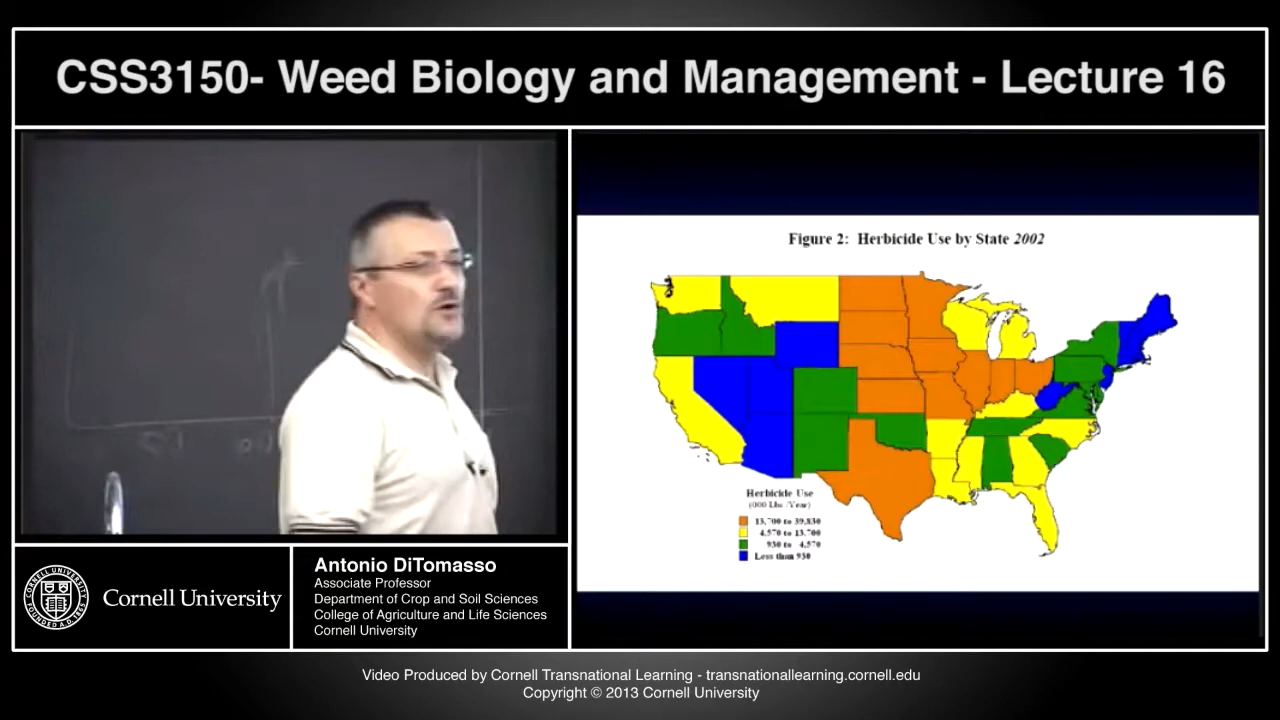 CSS3150- Weed Biology and Management - Lecture 16
Figure 2: Herbicide Use by State 2002
Herbicide Use
(000 Lbs /Year)
13,700 to 39,830
4,570 to 13,700
930 to 4,570
Less than 930
Cornell University
Antonio DiTomasso
Associate Professor
Department of Crop and Soil Sciences
College of Agriculture and Life Sciences
Cornell University
Video Produced by Cornell Transnational Learning - transnationallearning.cornell.edu
Copyright © 2013 Cornell University